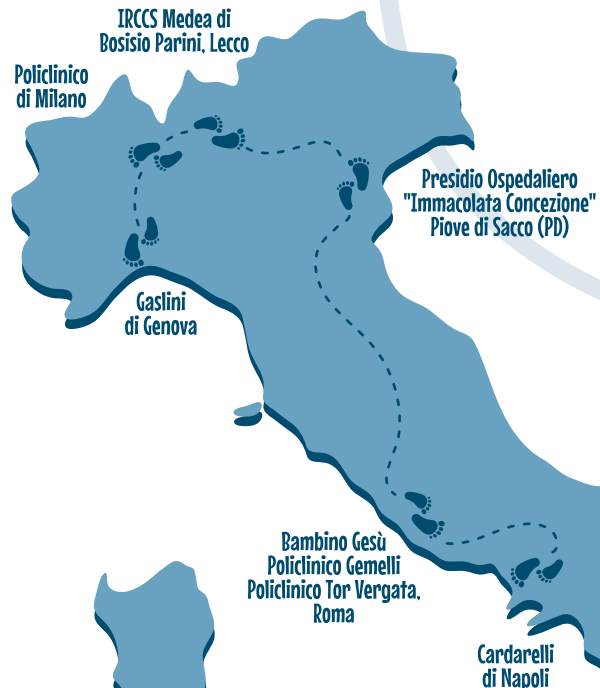 IRCCS Medea di
Bosisio Parini, Lecco
Policlinico
di Milano
Presidio Ospedaliero
"Immacolata Concezione"
Piove di Sacco (PD)
Gaslini
di Genova
Bambino Gesù
Policlinico Gemelli
Policlinico Tor Vergata,
Roma
Cardarelli
di Napoli